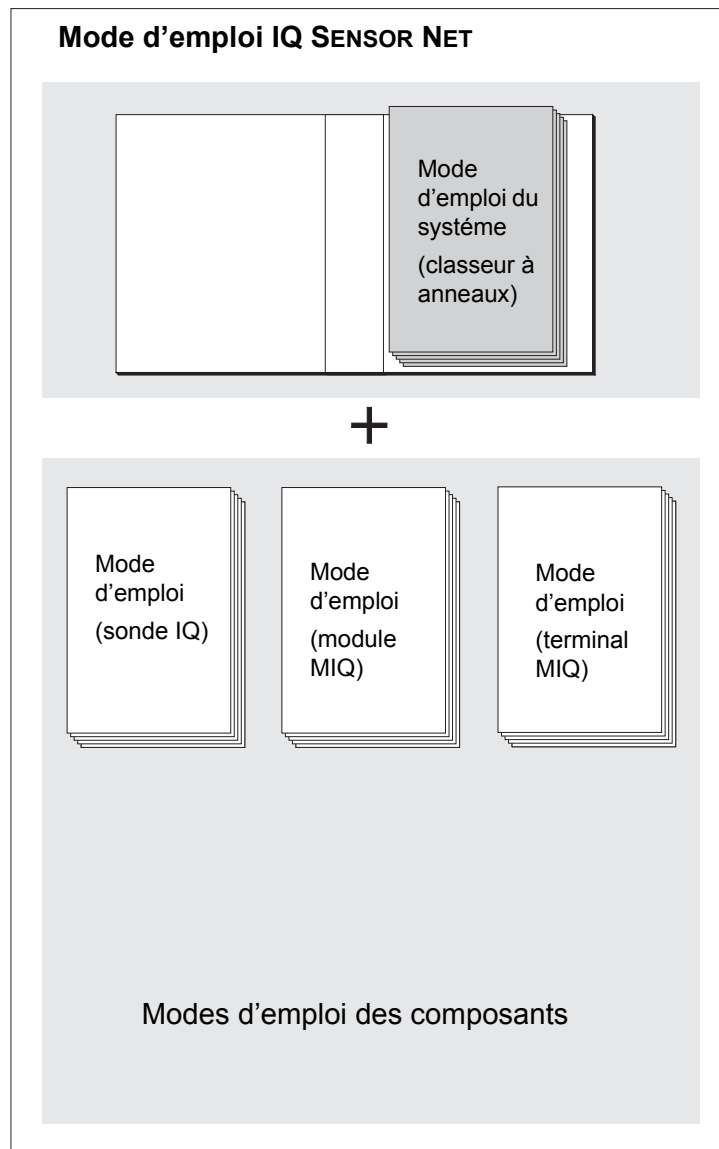 Mode d’emploi IQ SENSOR NET
Mode
d’emploi du
systéme
(classeur à
anneaux)
+
Mode
d’emploi
(sonde IQ)
Mode
d’emploi
(module
MIQ)
Mode
d’emploi
(terminal
MIQ)
Modes d’emploi des composants